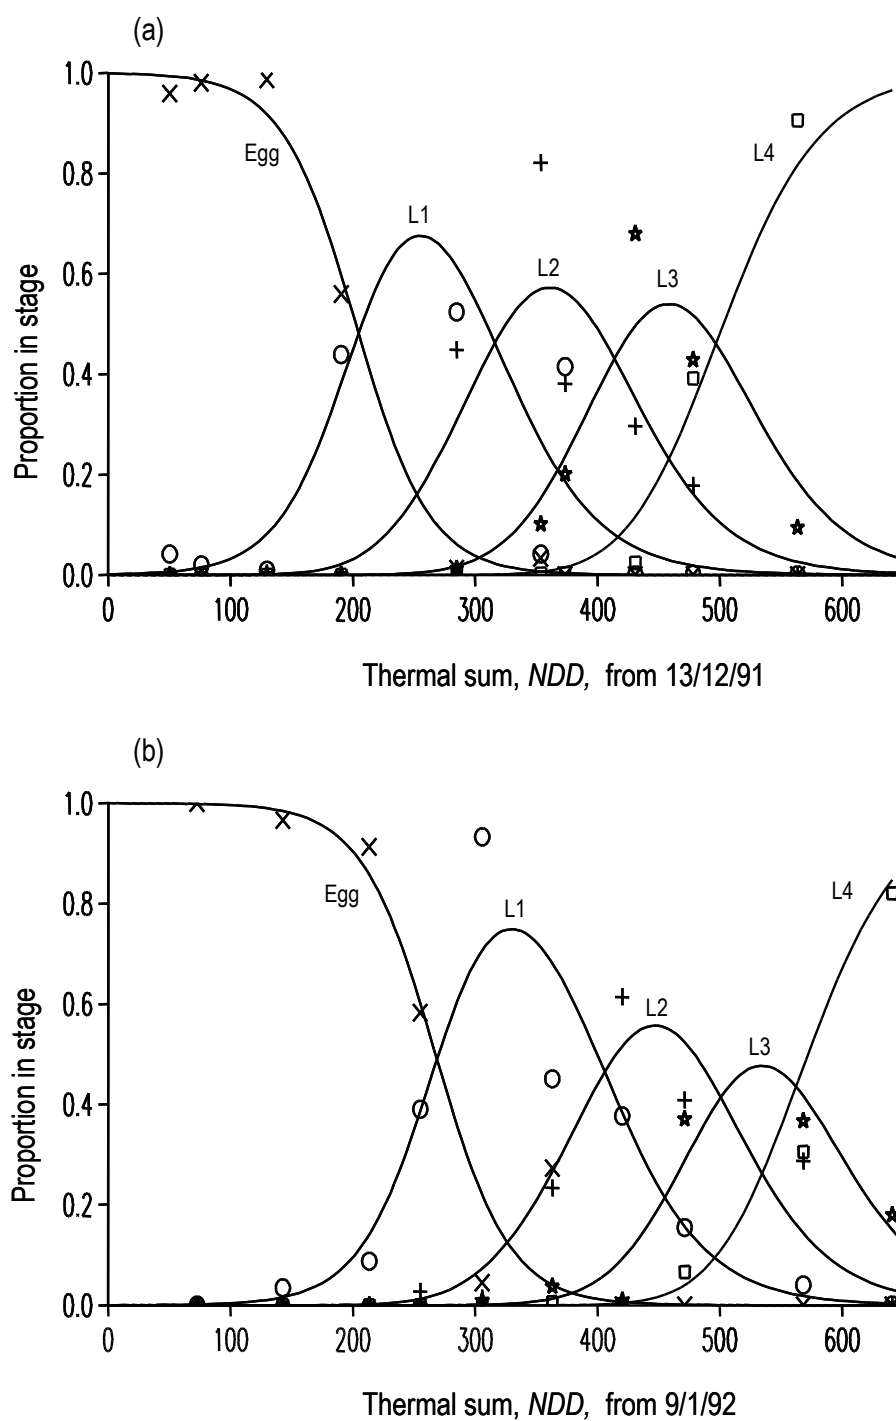 (a)
1.0
0.8
0.6
0.4
0.2
0.0
Proportion in stage
Egg
L1
L2
L3
L4
0 100 200 300 400 500 600
Thermal sum, NDD, from 13/12/91
(b)
1.0
0.8
0.6
0.4
0.2
0.0
Proportion in stage
Egg
L1
L2
L3
L4
0 100 200 300 400 500 600
Thermal sum, NDD, from 9/1/92